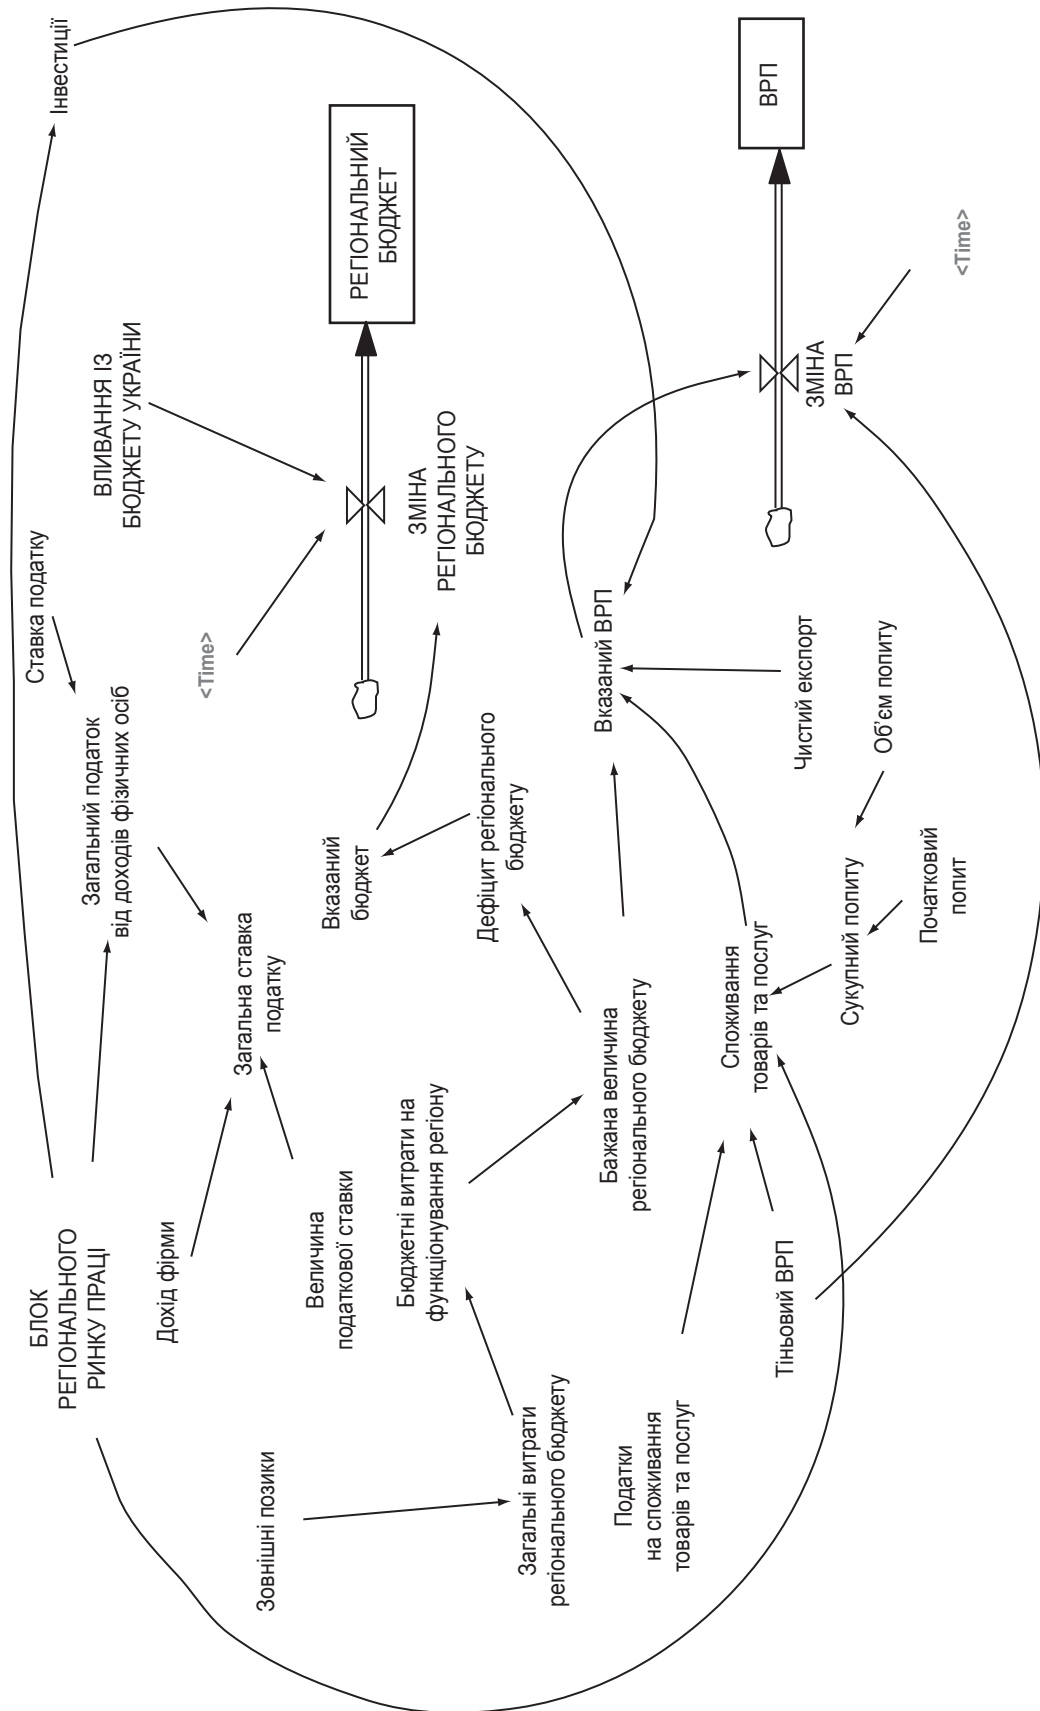 БЛОК
РЕГІОНАЛЬНОГО
РИНКУ ПРАЦІ
Інвестиції
Ставка податку
Загальний податок
від доходів фізичних осіб
ВЛИВАННЯ ІЗ
БЮДЖЕТУ УКРАЇНИ
Дохід фірми
<Time>
Загальна ставка
податку
Зовнішні позики
Величина
податкової ставки
Вказаний
бюджет
РЕГІОНАЛЬНИЙ
БЮДЖЕТ
ЗМІНА
РЕГІОНАЛЬНОГО
БЮДЖЕТУ
Бюджетні витрати на
функціонування регіону
Дефіцит регіонального
бюджету
Загальні витрати
регіонального бюджету
Бажана величина
регіонального бюджету
Вказаний ВРП
Податки
на споживання
товарів та послуг
Споживання
товарів та послуг
ВРП
Тіньовий ВРП
Чистий експорт
ЗМІНА
ВРП
Сукупний попиту
Об'єм попиту
Початковий
попит
<Time>